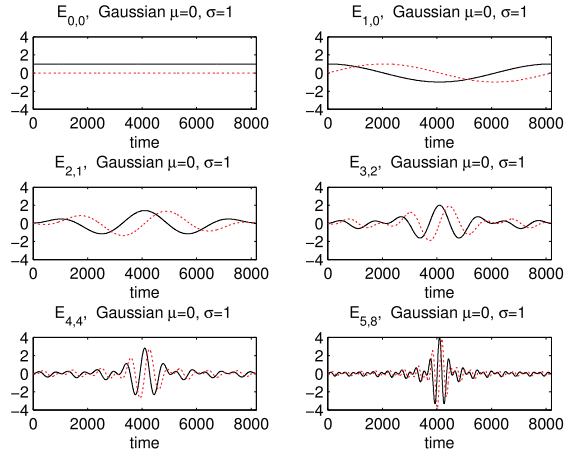 E0,0, Gaussian μ=0, σ=1
4
2
0
−2
−4
0 2000 4000 6000 8000
time
E1,0, Gaussian μ=0, σ=1
4
2
0
−2
−4
0 2000 4000 6000 8000
time
E2,1, Gaussian μ=0, σ=1
4
2
0
−2
−4
0 2000 4000 6000 8000
time
E3,2, Gaussian μ=0, σ=1
4
2
0
−2
−4
0 2000 4000 6000 8000
time
E4,4, Gaussian μ=0, σ=1
4
2
0
−2
−4
0 2000 4000 6000 8000
time
E5,8, Gaussian μ=0, σ=1
4
2
0
−2
−4
0 2000 4000 6000 8000
time